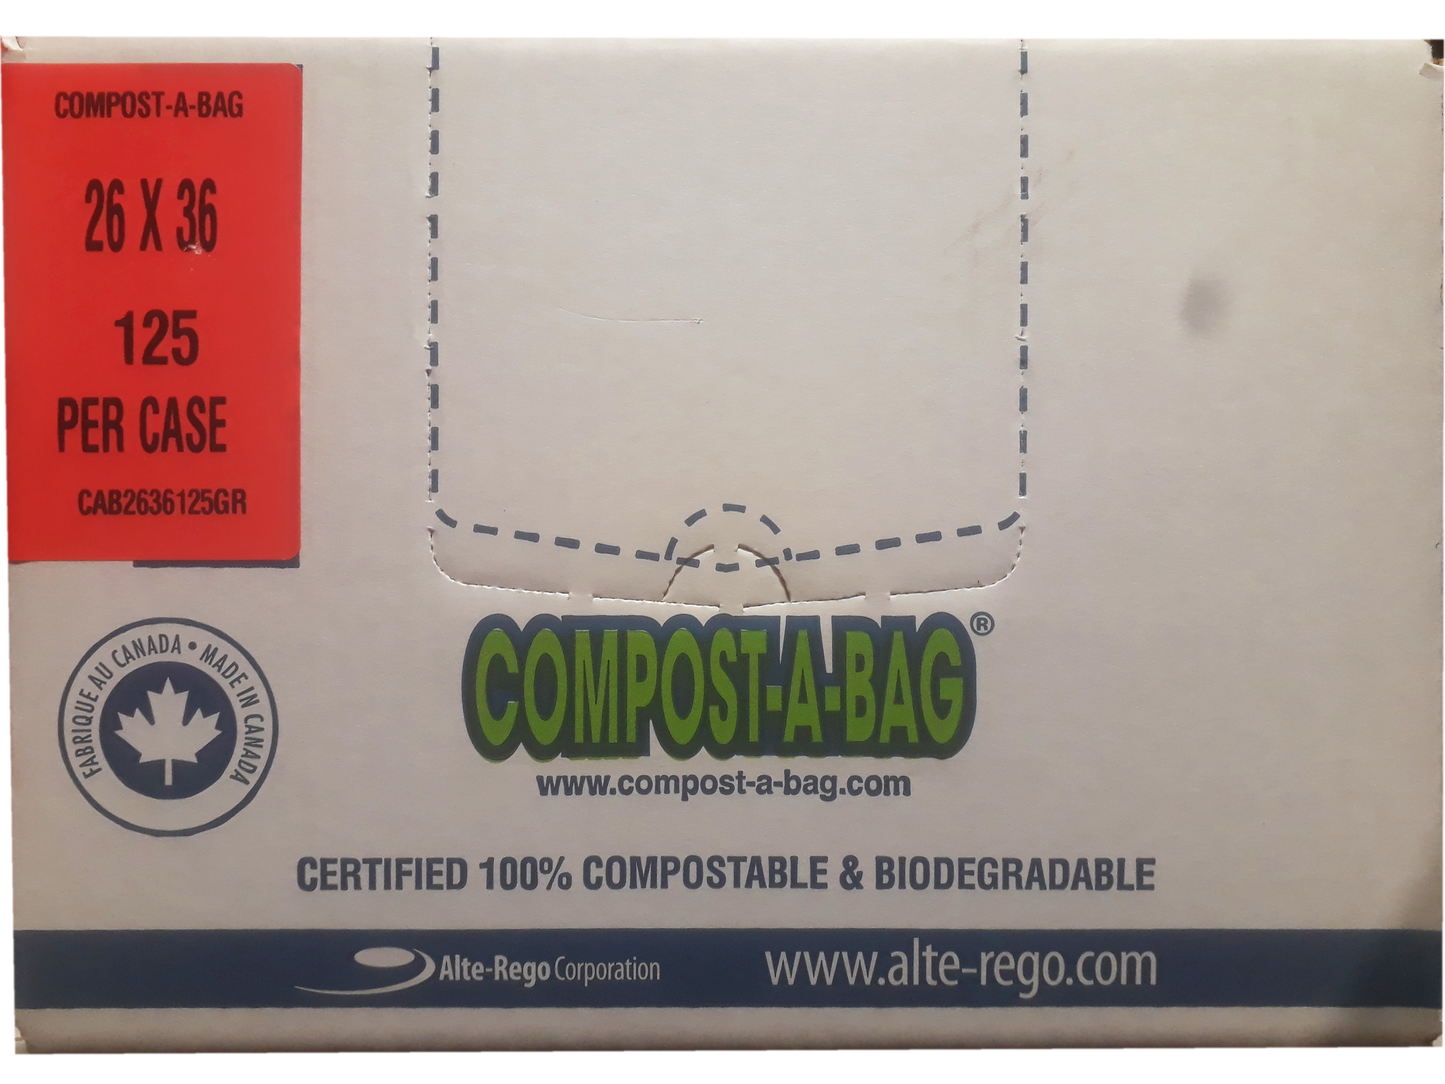 COMPOST-A-BAG
26 X 36
125
PER CASE
CAB2636125GR
FABRIQUE AU CANADA • MADE IN CANADA
COMPOST-A-BAG®
www.compost-a-bag.com
CERTIFIED 100% COMPOSTABLE & BIODEGRADABLE
Alte-Rego Corporation
www.alte-rego.com